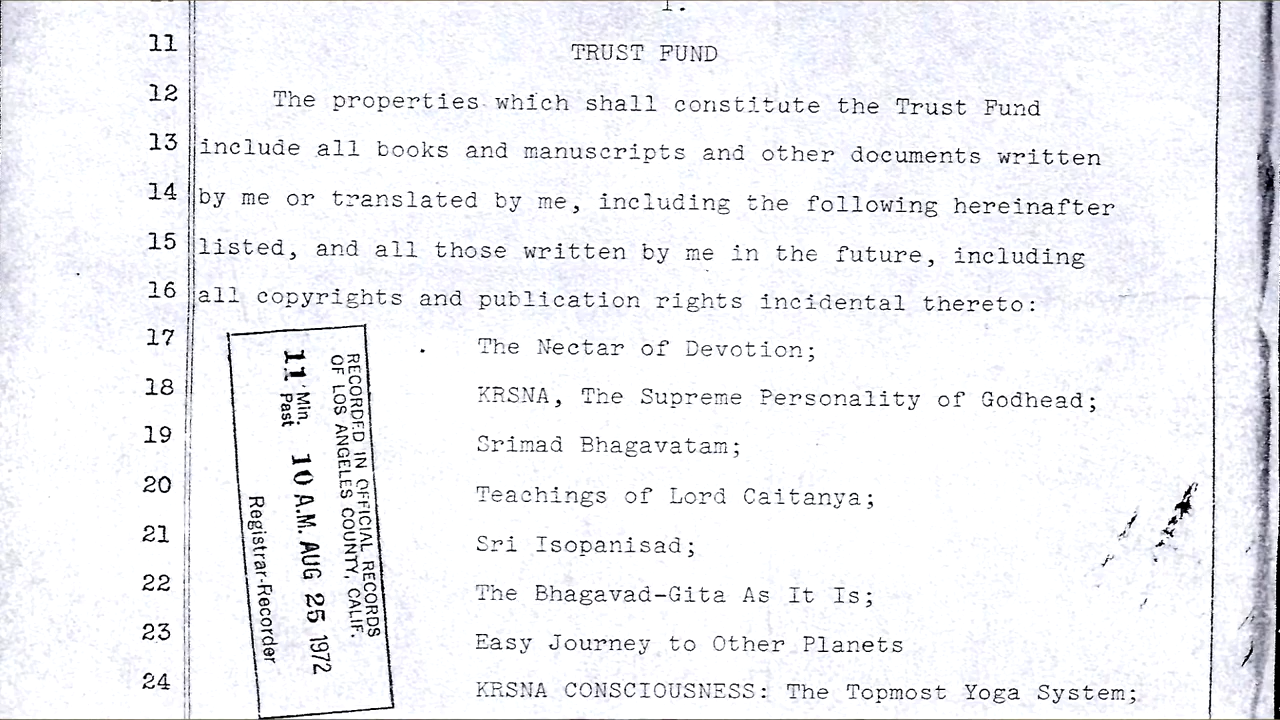 1.
11 TRUST FUND
12 The properties which shall constitute the Trust Fund
13 include all books and manuscripts and other documents written
14 by me or translated by me, including the following hereinafter
15 listed, and all those written by me in the future, including
16 all copyrights and publication rights incidental thereto:
17 The Nectar of Devotion;
18 KRSNA, The Supreme Personality of Godhead;
19 Srimad Bhagavatam;
20 Teachings of Lord Caitanya;
21 Sri Isopanisad;
22 The Bhagavad-Gita As It Is;
23 Easy Journey to Other Planets
24 KRSNA CONSCIOUSNESS: The Topmost Yoga System;
RECORDED IN OFFICIAL RECORDS
OF LOS ANGELES COUNTY, CALIF.
11 Min. Past 10 A.M. AUG 25 1972
Registrar-Recorder